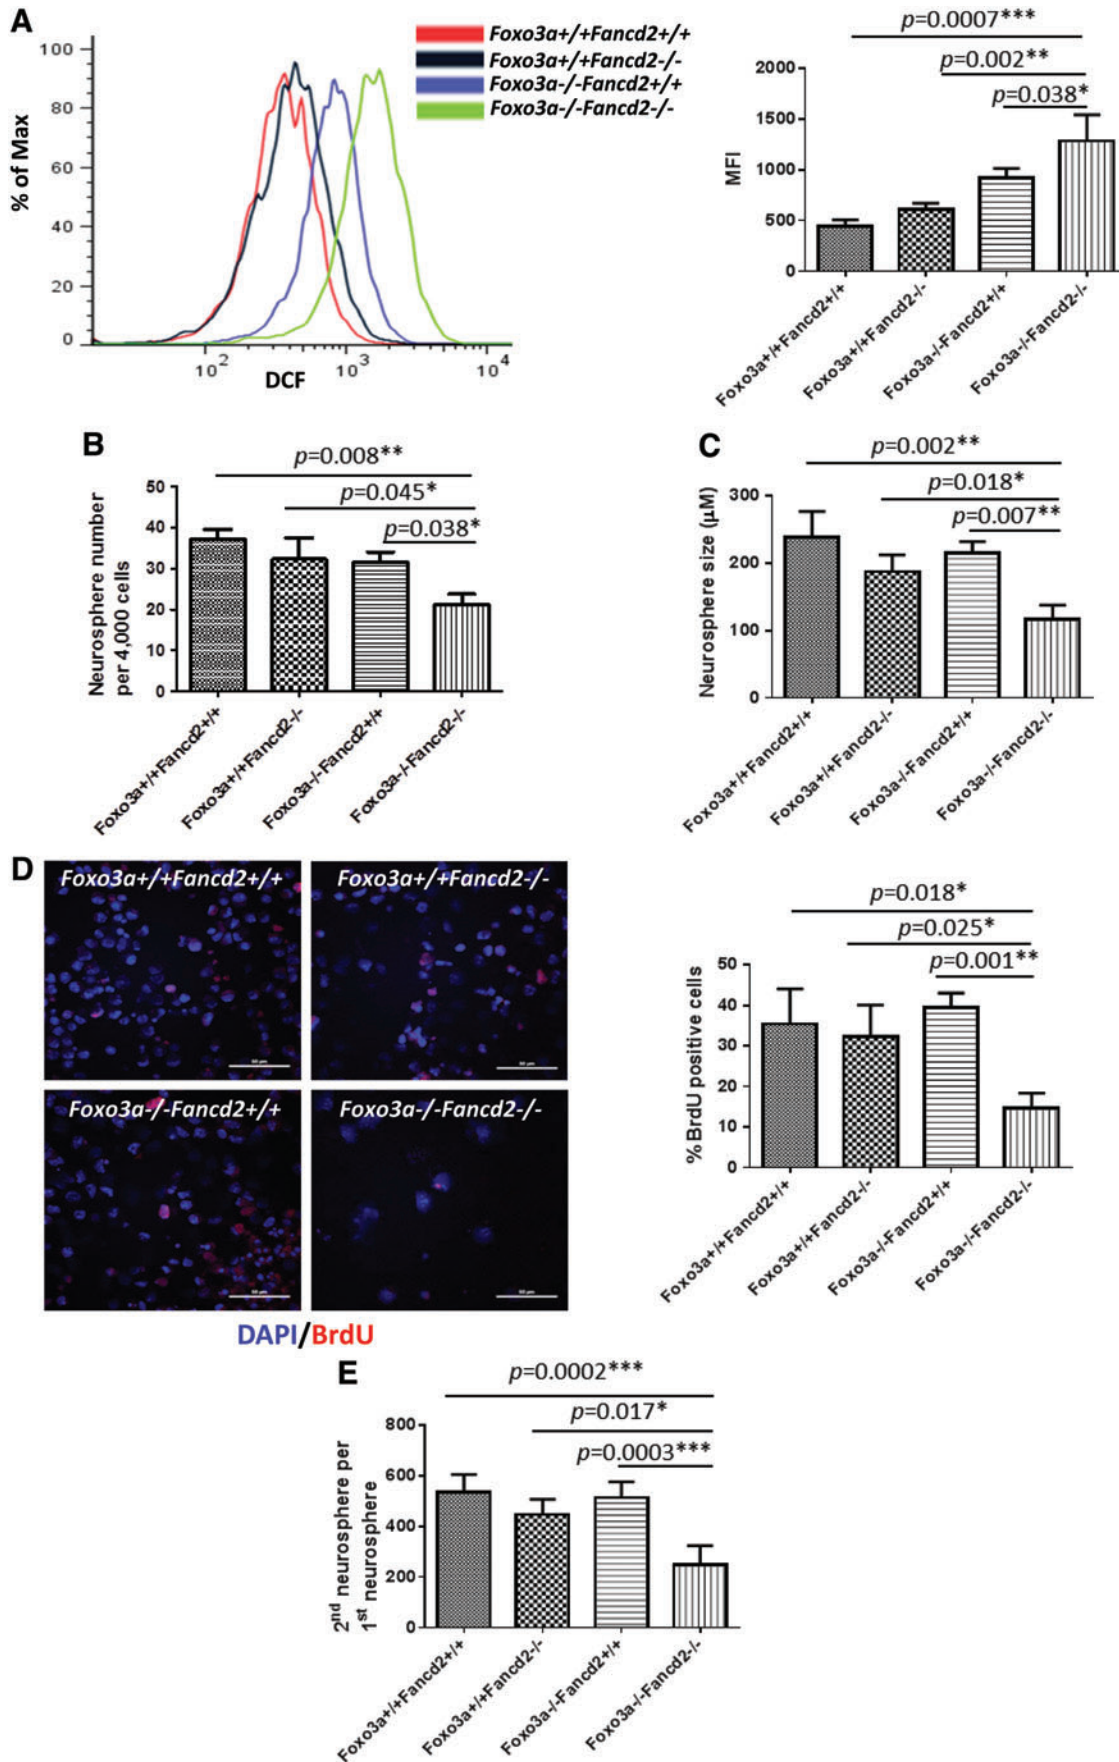 A
Foxo3a+/+Fancd2+/+
Foxo3a+/+Fancd2-/-
Foxo3a-/-Fancd2+/+
Foxo3a-/-Fancd2-/-
100
80
60
40
20
0
% of Max
10²
10³
10⁴
DCF
p=0.0007***
p=0.002**
p=0.038*
2000
1500
1000
500
0
MFI
Foxo3a+/+Fancd2+/+
Foxo3a+/+Fancd2-/-
Foxo3a-/-Fancd2+/+
Foxo3a-/-Fancd2-/-
B
p=0.008**
p=0.045*
p=0.038*
50
40
30
20
10
0
Neurosphere number
per 4,000 cells
Foxo3a+/+Fancd2+/+
Foxo3a+/+Fancd2-/-
Foxo3a-/-Fancd2+/+
Foxo3a-/-Fancd2-/-
C
p=0.002**
p=0.018*
p=0.007**
300
200
100
0
Neurosphere size (µM)
Foxo3a+/+Fancd2+/+
Foxo3a+/+Fancd2-/-
Foxo3a-/-Fancd2+/+
Foxo3a-/-Fancd2-/-
D
Foxo3a+/+Fancd2+/+
Foxo3a+/+Fancd2-/-
Foxo3a-/-Fancd2+/+
Foxo3a-/-Fancd2-/-
DAPI/BrdU
p=0.018*
p=0.025*
p=0.001**
50
40
30
20
10
0
% BrdU positive cells
Foxo3a+/+Fancd2+/+
Foxo3a+/+Fancd2-/-
Foxo3a-/-Fancd2+/+
Foxo3a-/-Fancd2-/-
E
p=0.0002***
p=0.017*
p=0.0003***
800
600
400
200
0
2nd neurosphere per
1st neurosphere
Foxo3a+/+Fancd2+/+
Foxo3a+/+Fancd2-/-
Foxo3a-/-Fancd2+/+
Foxo3a-/-Fancd2-/-